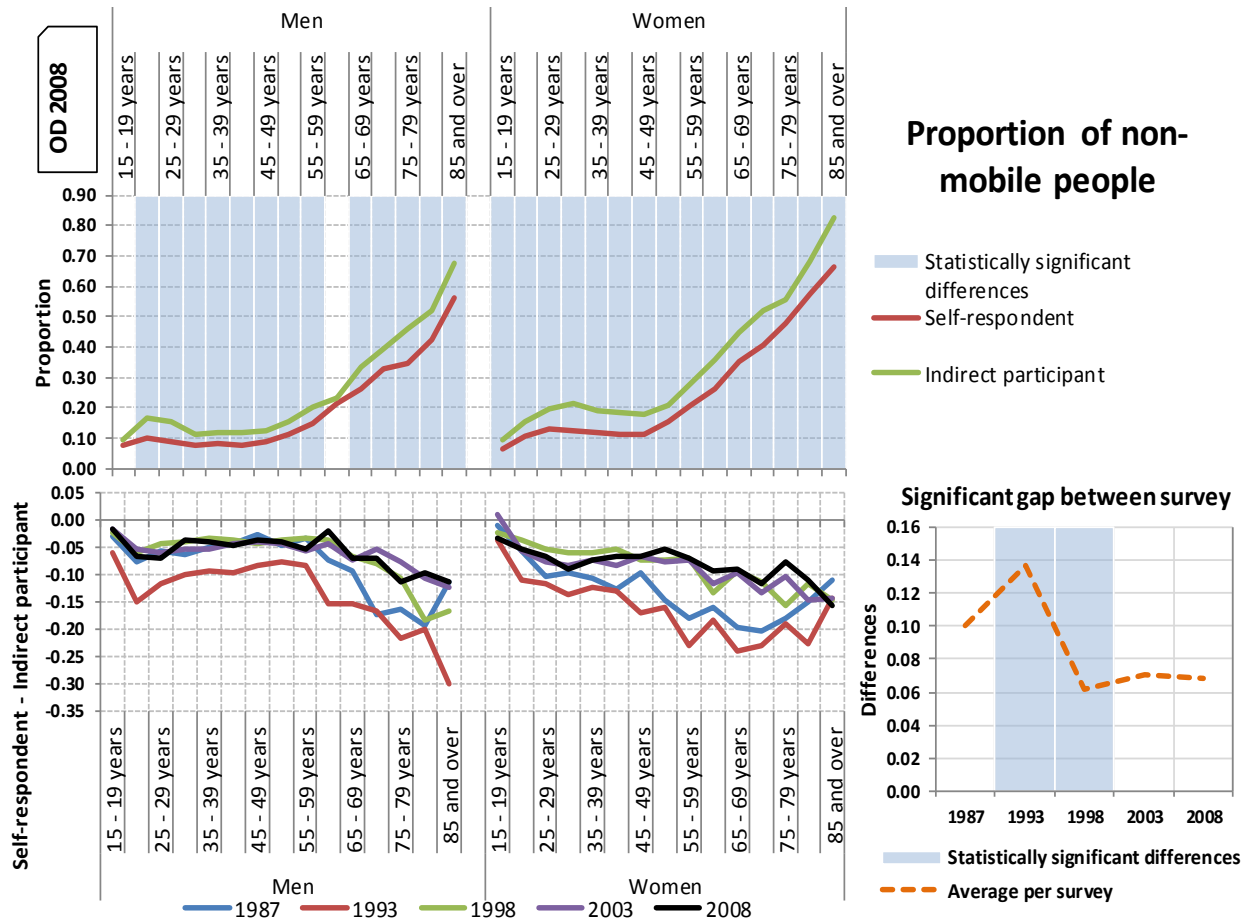 OD 2008
Men
Women
15 - 19 years
25 - 29 years
35 - 39 years
45 - 49 years
55 - 59 years
65 - 69 years
75 - 79 years
85 and over
15 - 19 years
25 - 29 years
35 - 39 years
45 - 49 years
55 - 59 years
65 - 69 years
75 - 79 years
85 and over
Proportion
0.90
0.80
0.70
0.60
0.50
0.40
0.30
0.20
0.10
0.00
Proportion of non-
mobile people
Statistically significant
differences
Self-respondent
Indirect participant
Self-respondent - Indirect participant
0.05
0.00
-0.05
-0.10
-0.15
-0.20
-0.25
-0.30
-0.35
15 - 19 years
25 - 29 years
35 - 39 years
45 - 49 years
55 - 59 years
65 - 69 years
75 - 79 years
85 and over
15 - 19 years
25 - 29 years
35 - 39 years
45 - 49 years
55 - 59 years
65 - 69 years
75 - 79 years
85 and over
Men
Women
1987
1993
1998
2003
2008
Significant gap between survey
Differences
0.16
0.14
0.12
0.10
0.08
0.06
0.04
0.02
0.00
1987
1993
1998
2003
2008
Statistically significant differences
Average per survey